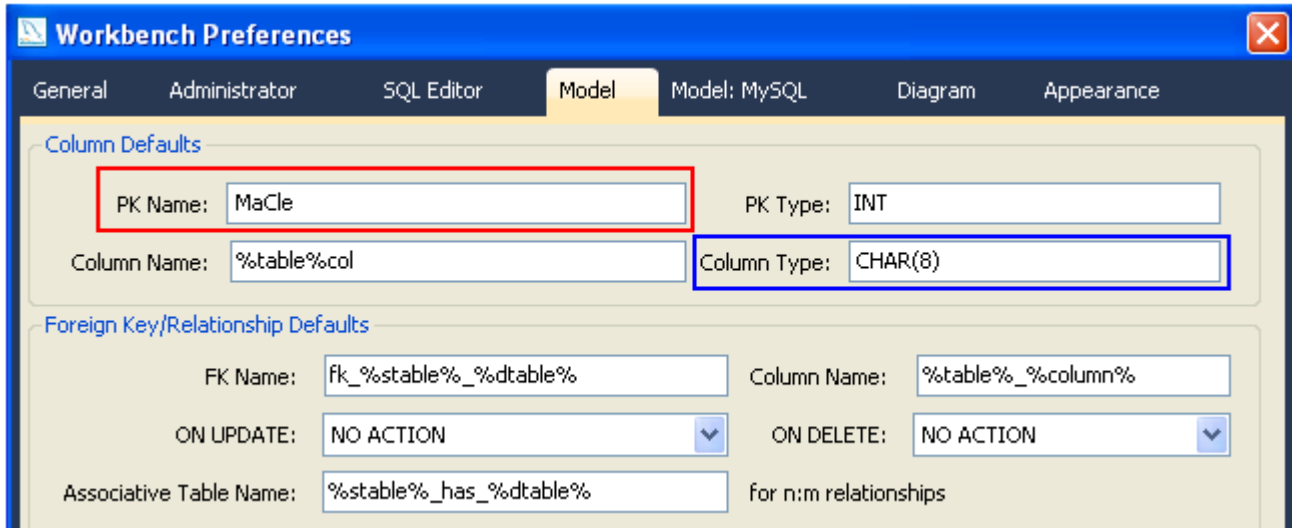 Workbench Preferences
General Administrator SQL Editor Model Model: MySQL Diagram Appearance
Column Defaults
PK Name: MaCle PK Type: INT
Column Name: %table%col Column Type: CHAR(8)
Foreign Key/Relationship Defaults
FK Name: fk_%stable%_%dtable% Column Name: %table%_%column%
ON UPDATE: NO ACTION ON DELETE: NO ACTION
Associative Table Name: %stable%_has_%dtable% for n:m relationships